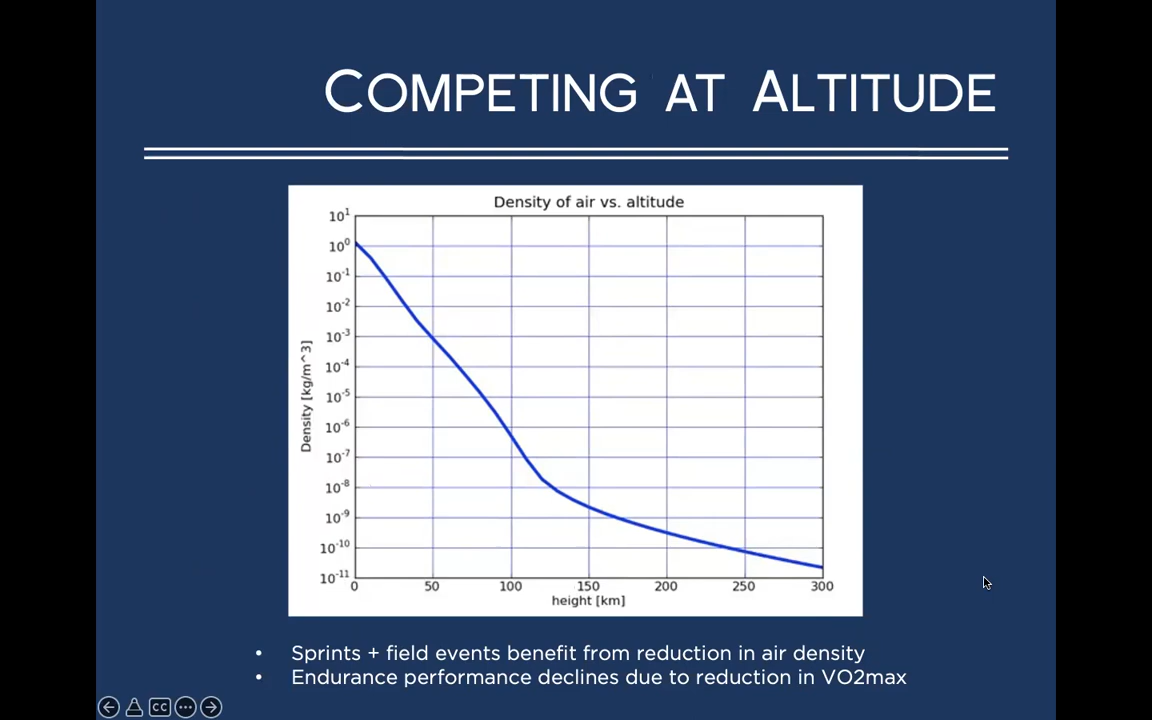 COMPETING AT ALTITUDE
Density of air vs. altitude
10^1
10^0
10^-1
10^-2
10^-3
10^-4
10^-5
10^-6
10^-7
10^-8
10^-9
10^-10
10^-11
Density [kg/m^3]
0 50 100 150 200 250 300
height [km]
• Sprints + field events benefit from reduction in air density
• Endurance performance declines due to reduction in VO2max
CC